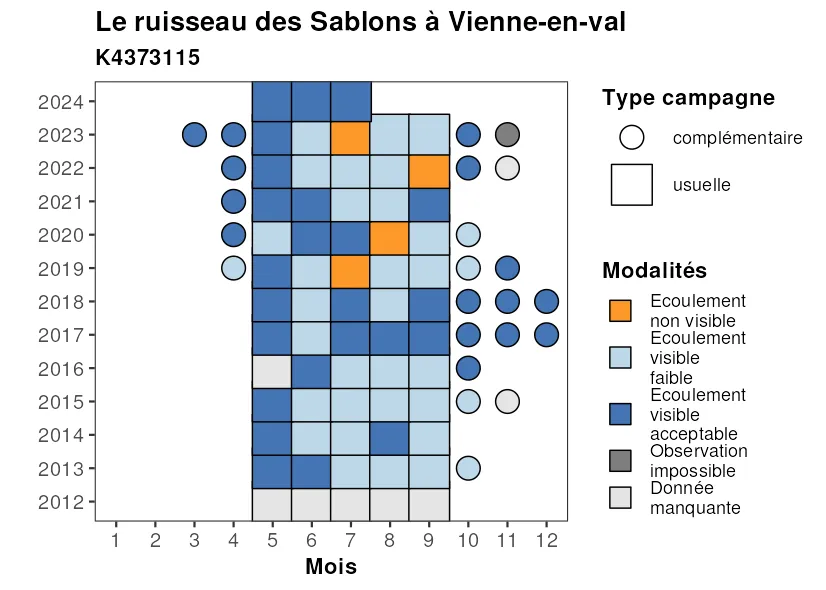 Le ruisseau des Sablons à Vienne-en-val
K4373115
2024
2023
2022
2021
2020
2019
2018
2017
2016
2015
2014
2013
2012
1 2 3 4 5 6 7 8 9 10 11 12
Mois
Type campagne
complémentaire
usuelle
Modalités
Ecoulement
non visible
Ecoulement
visible
faible
Ecoulement
visible
acceptable
Observation
impossible
Donnée
manquante